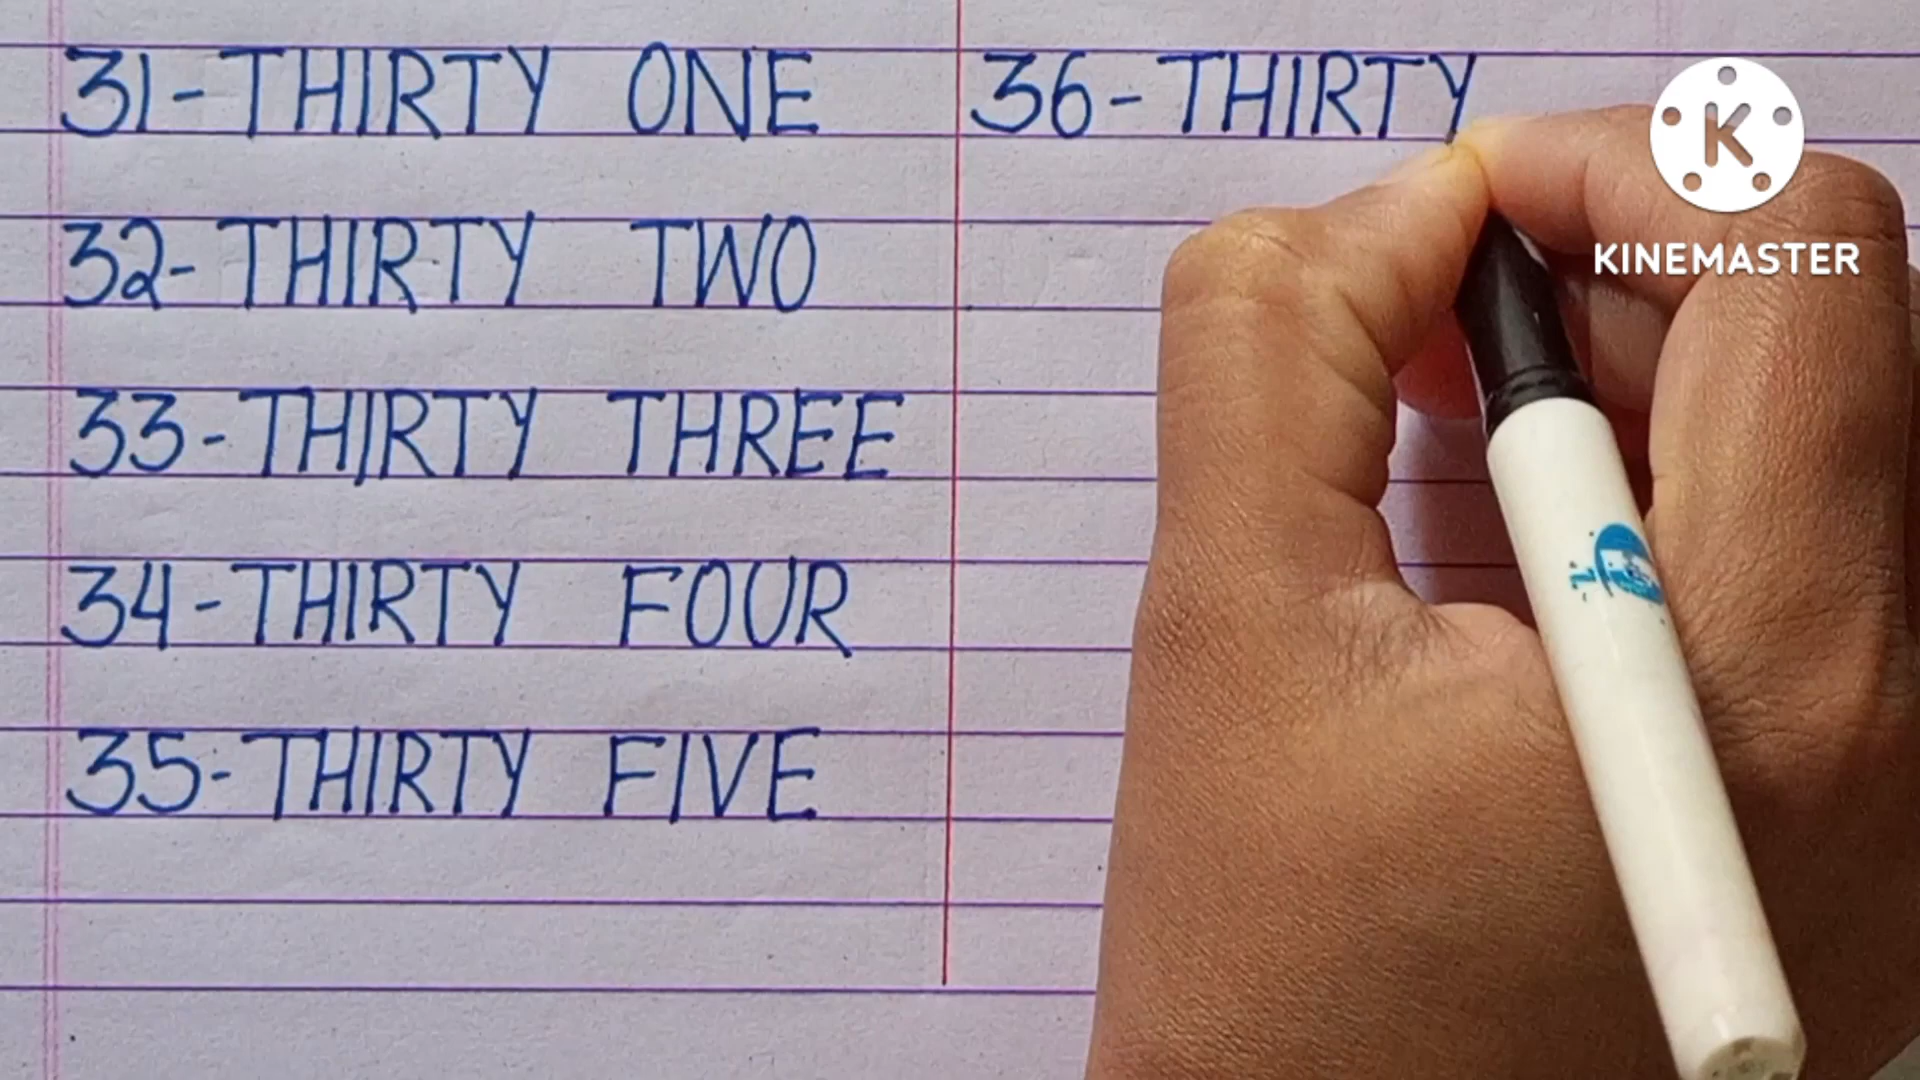 31-THIRTY ONE
32-THIRTY TWO
33-THIRTY THREE
34-THIRTY FOUR
35-THIRTY FIVE
36-THIRTY
K
KINEMASTER